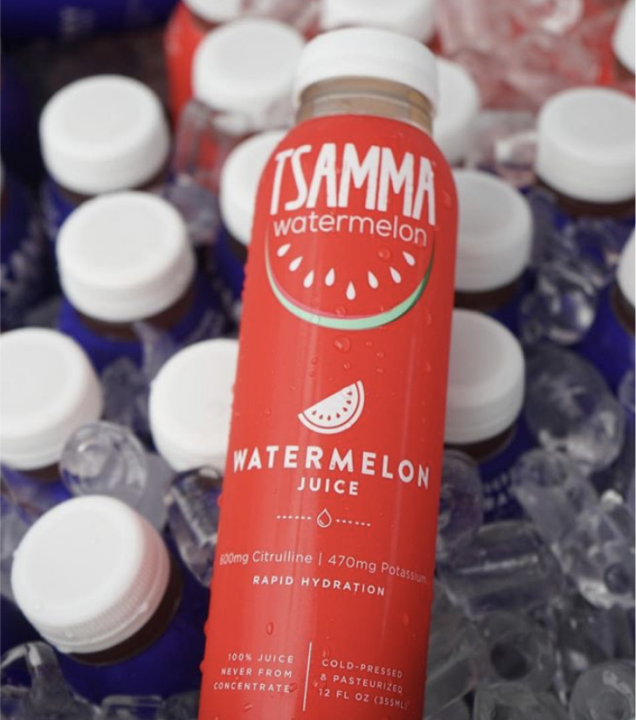 TSAMMA
watermelon
WATERMELON
JUICE
600mg Citrulline | 470mg Potassium
RAPID HYDRATION
100% JUICE
NEVER FROM
CONCENTRATE
COLD-PRESSED
& PASTEURIZED
12 FL OZ (355ML)